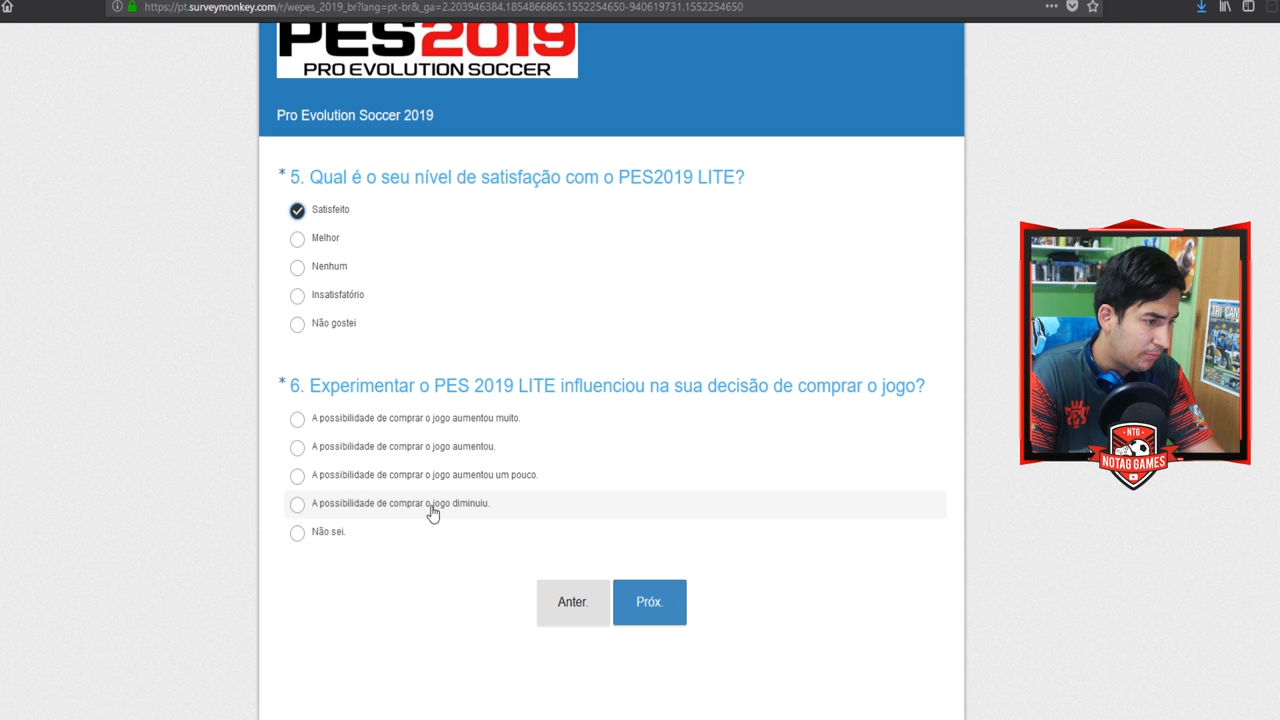 https://pt.surveymonkey.com/r/wepes_2019_br?lang=pt-br&_ga=2.203946384.1854866865.1552254650-940619731.1552254650
PES2019
PRO EVOLUTION SOCCER
Pro Evolution Soccer 2019
* 5. Qual é o seu nível de satisfação com o PES2019 LITE?
Satisfeito
Melhor
Nenhum
Insatisfatório
Não gostei
* 6. Experimentar o PES 2019 LITE influenciou na sua decisão de comprar o jogo?
A possibilidade de comprar o jogo aumentou muito.
A possibilidade de comprar o jogo aumentou.
A possibilidade de comprar o jogo aumentou um pouco.
A possibilidade de comprar o jogo diminuiu.
Não sei.
Anter.
Próx.
TRI CAM
NTG
NOTAG GAMES